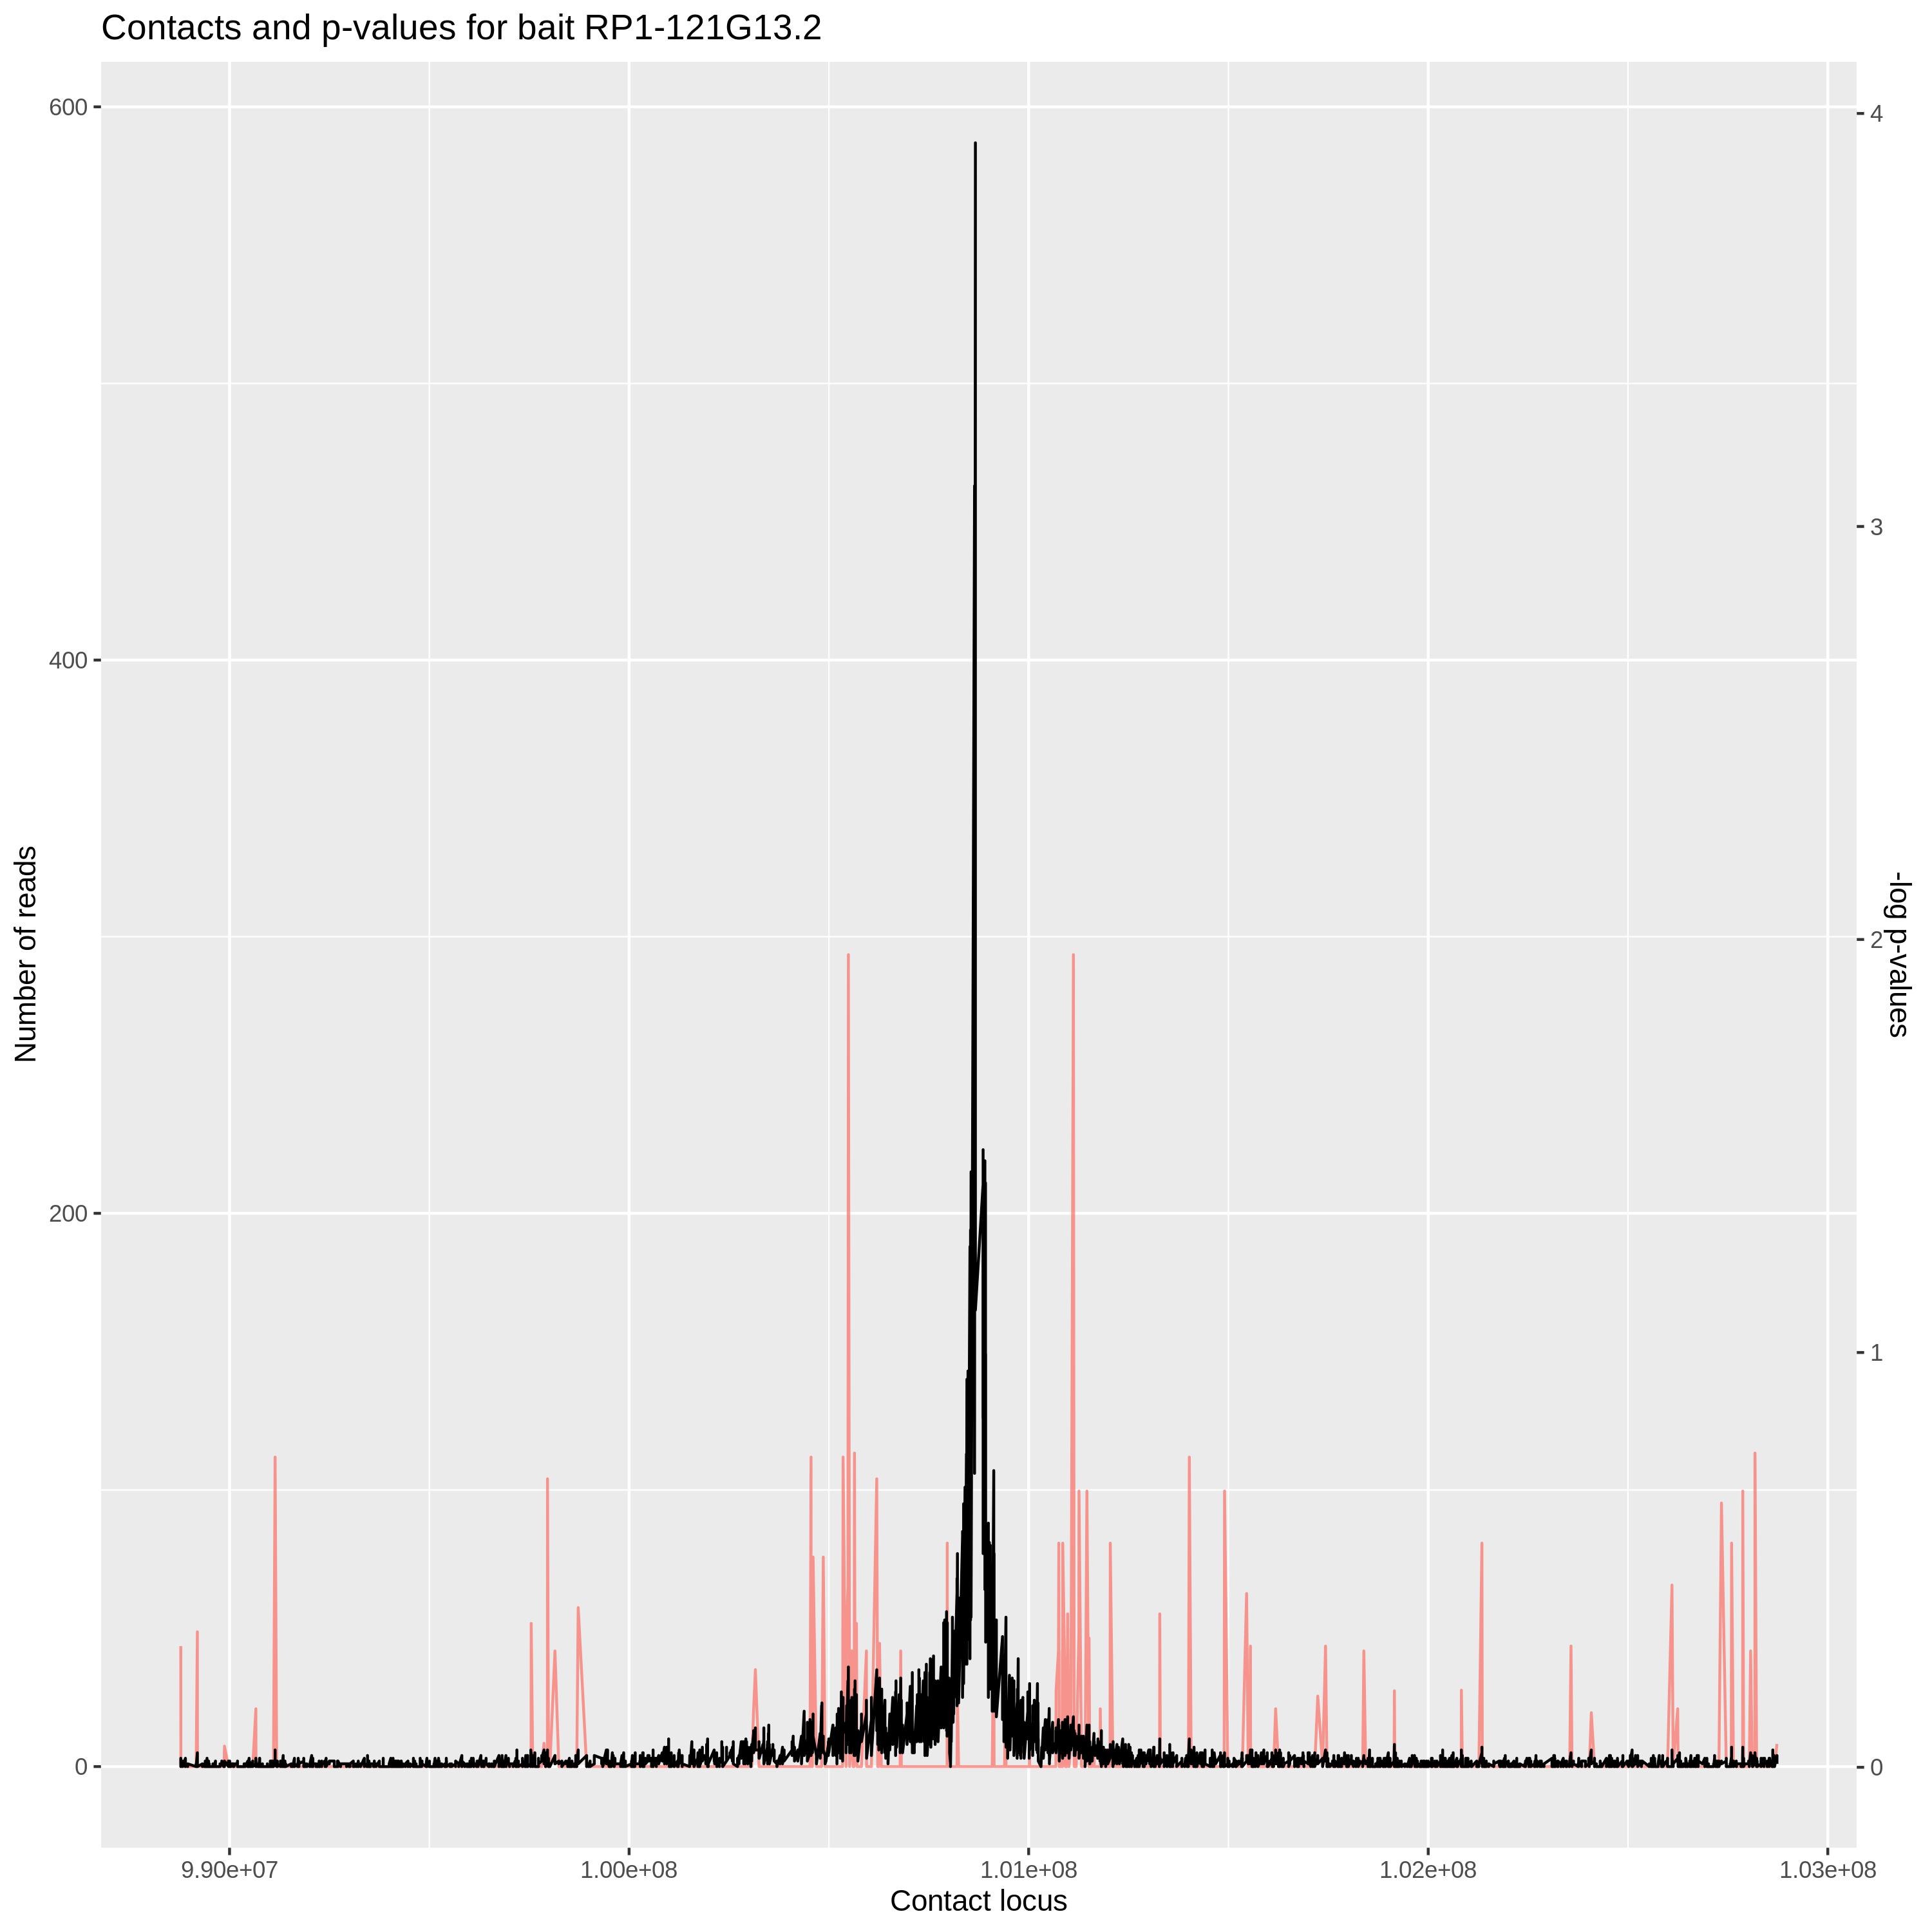 Contacts and p-values for bait RP1-121G13.2
600
400
200
0
Number of reads
4
3
2
1
0
-log p-values
9.90e+07 1.00e+08 1.01e+08 1.02e+08 1.03e+08
Contact locus